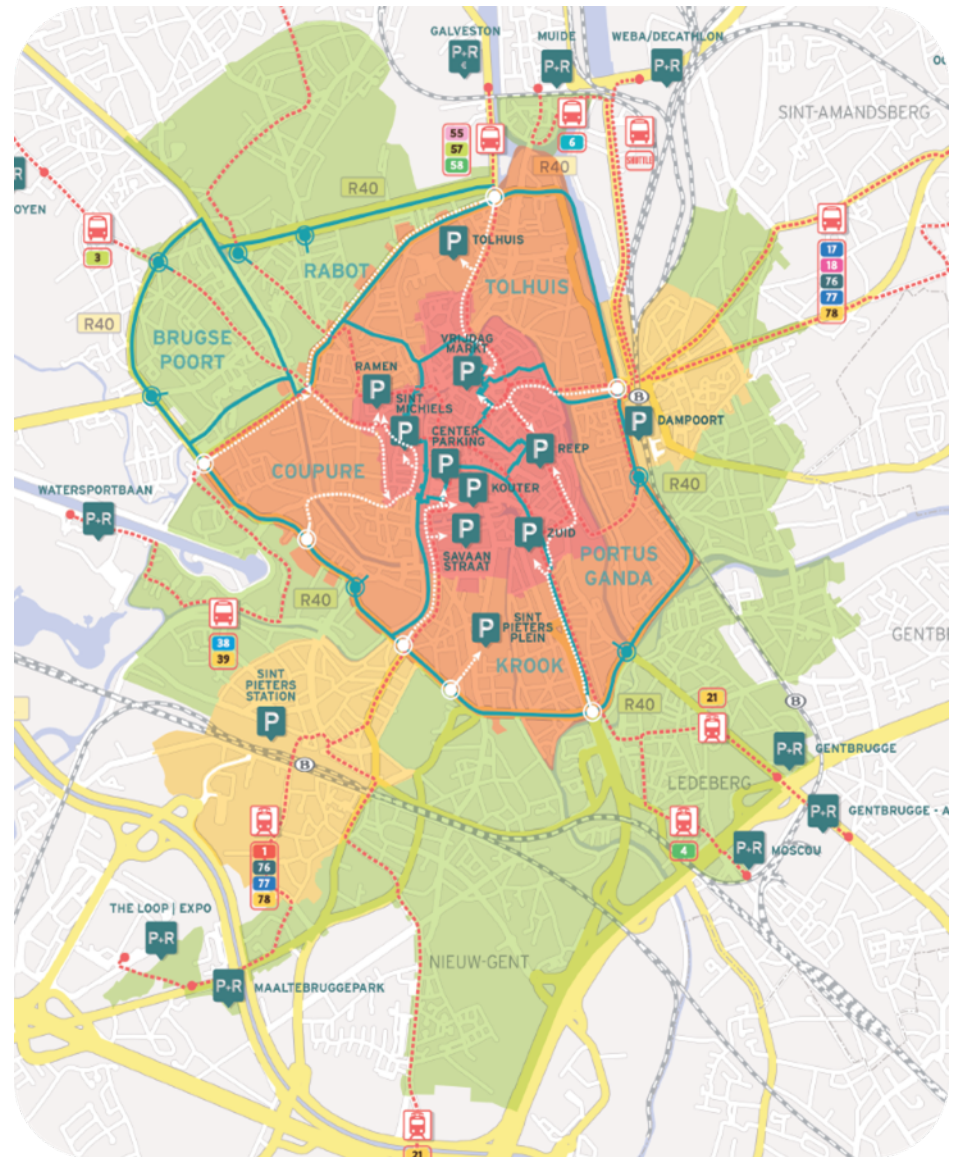 GALVESTON
MUIDE
WEBA/DECATHLON
P+R
P+R
P+R
SINT-AMANDSBERG
55
57
58
6
SHUTTLE
R40
R40
P+R
OYEN
3
17
18
76
77
78
P
TOLHUIS
RABOT
TOLHUIS
R40
BRUGSE
POORT
VRIJDAG
MARKT
P
RAMEN
P
SINT
MICHIELS
P
B
P
DAMPOORT
CENTER
PARKING
P
P
REEP
COUPURE
P
KOUTER
R40
WATERSPORTBAAN
P+R
P
SAVAAN
STRAAT
P
ZUID
PORTUS
GANDA
R40
38
39
SINT
PIETERS
PLEIN
P
KROOK
GENTB
SINT
PIETERS
STATION
P
R40
21
B
P+R
GENTBRUGGE
B
LEDEBERG
P+R
GENTBRUGGE - A
4
P+R
MOSCOU
1
76
77
78
THE LOOP | EXPO
P+R
NIEUW-GENT
P+R
MAALTEBRUGGEPARK
21